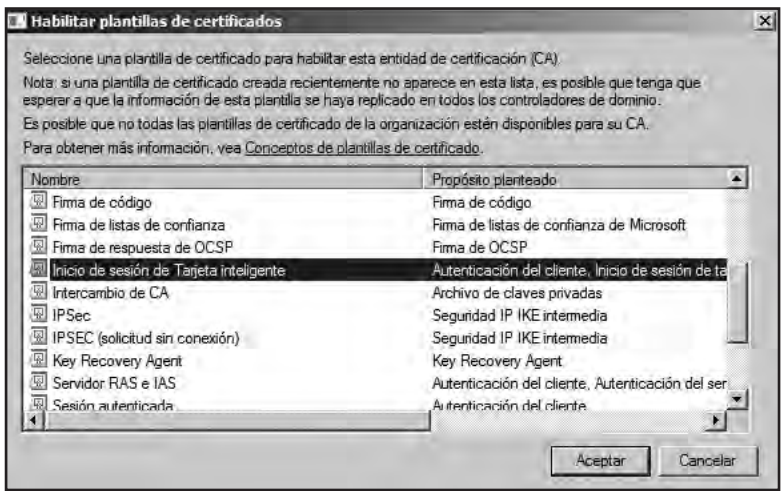 Habilitar plantillas de certificados
Seleccione una plantilla de certificado para habilitar esta entidad de certificación (CA).
Nota: si una plantilla de certificado creada recientemente no aparece en esta lista, es posible que tenga que
esperar a que la información de esta plantilla se haya replicado en todos los controladores de dominio.
Es posible que no todas las plantillas de certificado de la organización estén disponibles para su CA.
Para obtener más información, vea Conceptos de plantillas de certificado.
Nombre Propósito planteado
Firma de código Firma de código
Firma de listas de confianza Firma de listas de confianza de Microsoft
Firma de respuesta de OCSP Firma de OCSP
Inicio de sesión de Tarjeta inteligente Autenticación del cliente, Inicio de sesión de ta
Intercambio de CA Archivo de claves privadas
IPSec Seguridad IP IKE intermedia
IPSEC (solicitud sin conexión) Seguridad IP IKE intermedia
Key Recovery Agent Key Recovery Agent
Servidor RAS e IAS Autenticación del cliente, Autenticación del ser
Sesión autenticada Autenticación del cliente
Aceptar Cancelar